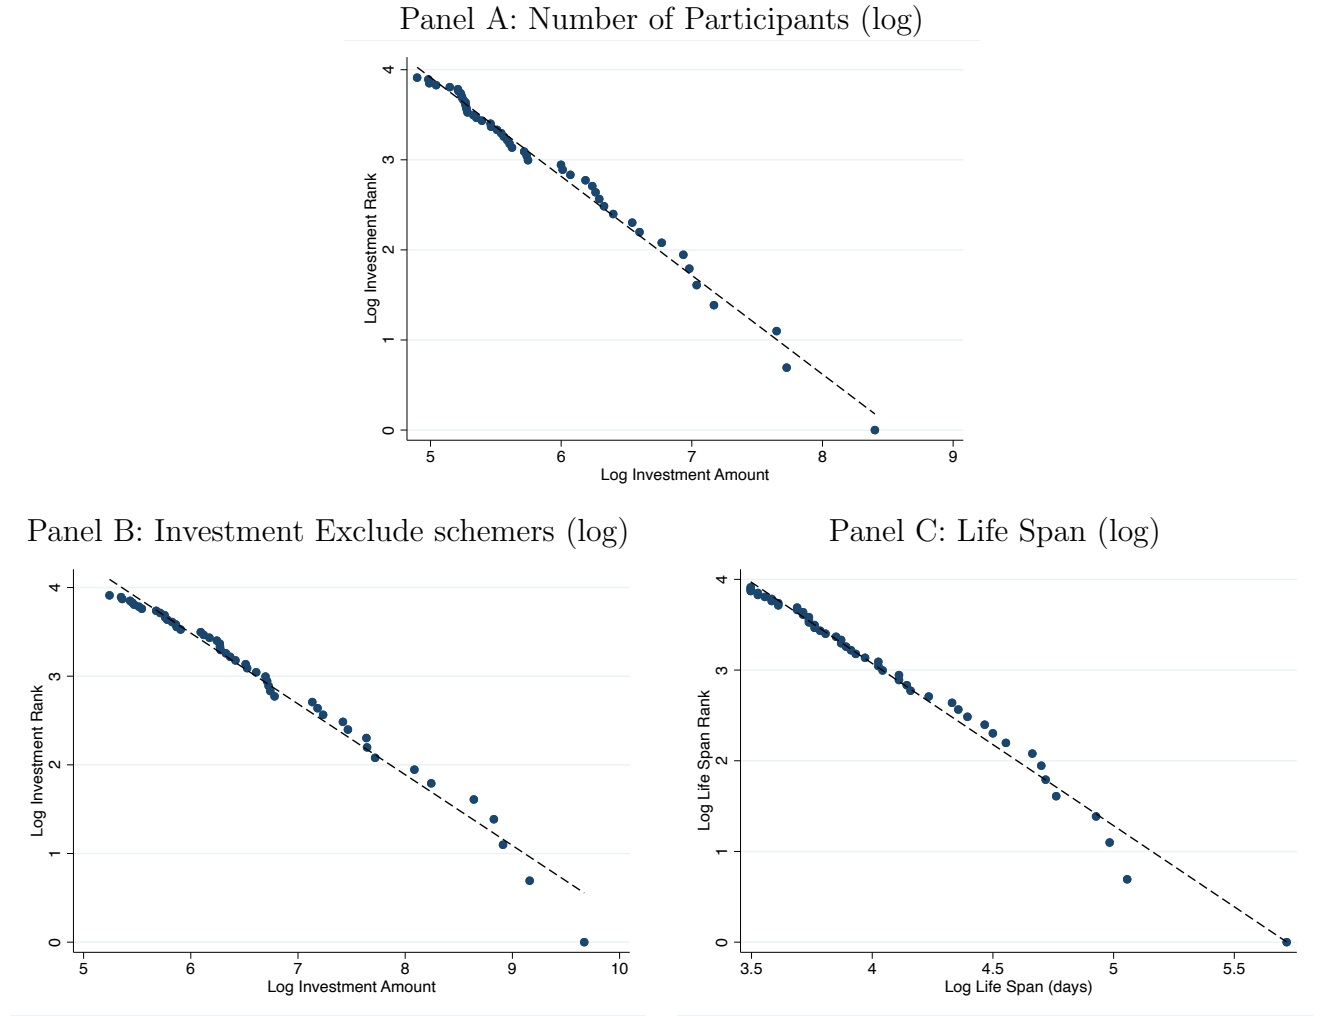 Panel A: Number of Participants (log)
Log Investment Rank
4
3
2
1
0
5 6 7 8 9
Log Investment Amount
Panel B: Investment Exclude schemers (log)
Log Investment Rank
4
3
2
1
0
5 6 7 8 9 10
Log Investment Amount
Panel C: Life Span (log)
Log Life Span Rank
4
3
2
1
0
3.5 4 4.5 5 5.5
Log Life Span (days)